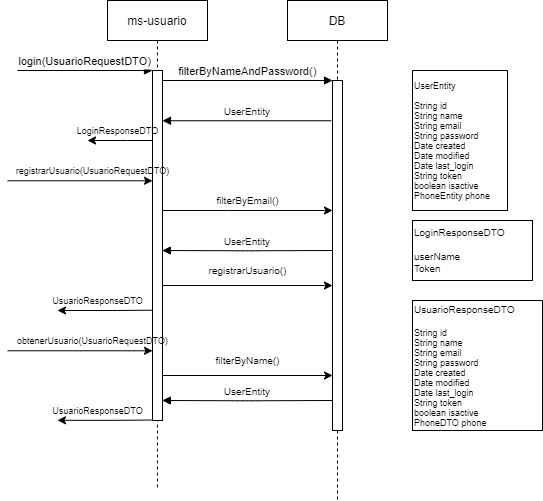 ms-usuario
DB
login(UsuarioRequestDTO)
filterByNameAndPassword()
UserEntity
LoginResponseDTO
registrarUsuario(UsuarioRequestDTO)
filterByEmail()
UserEntity
registrarUsuario()
UsuarioResponseDTO
obtenerUsuario(UsuarioRequestDTO)
filterByName()
UserEntity
UsuarioResponseDTO
UserEntity
String id
String name
String email
String password
Date created
Date modified
Date last_login
String token
boolean isactive
PhoneEntity phone
LoginResponseDTO
userName
Token
UsuarioResponseDTO
String id
String name
String email
String password
Date created
Date modified
Date last_login
String token
boolean isactive
PhoneDTO phone